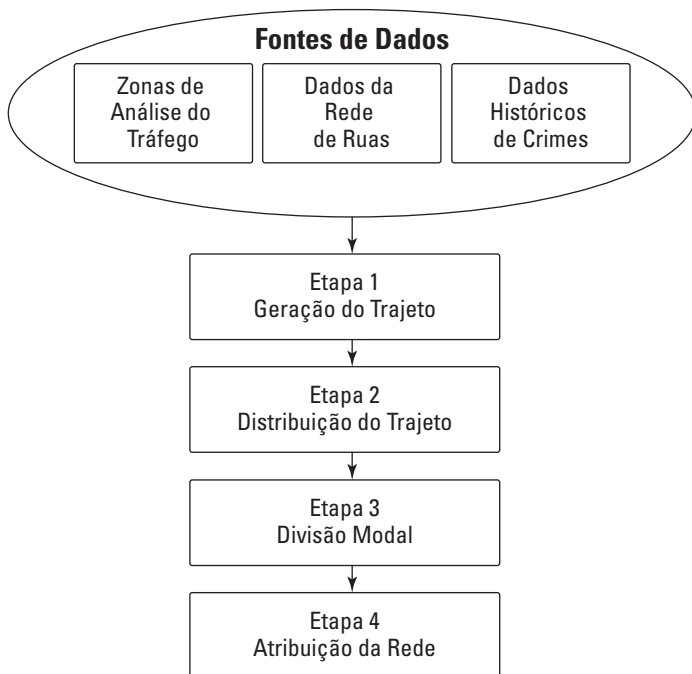 Fontes de Dados
Zonas de
Análise do
Tráfego
Dados da
Rede
de Ruas
Dados
Históricos
de Crimes
Etapa 1
Geração do Trajeto
Etapa 2
Distribuição do Trajeto
Etapa 3
Divisão Modal
Etapa 4
Atribuição da Rede